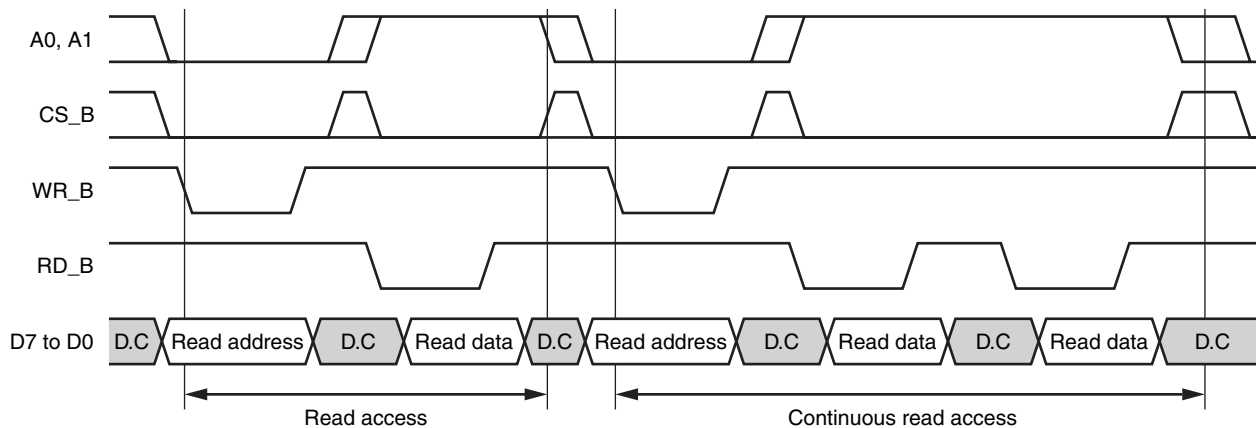 A0, A1
CS_B
WR_B
RD_B
D7 to D0 D.C Read address D.C Read data D.C Read address D.C Read data D.C Read data D.C
Read access Continuous read access